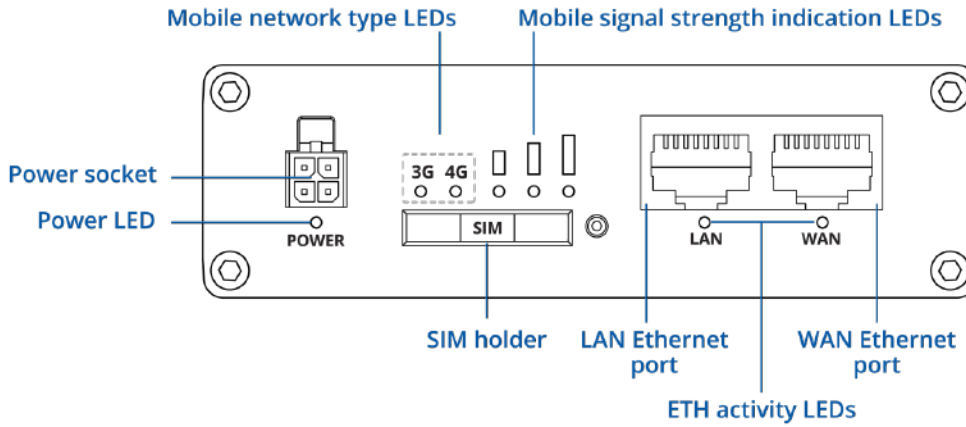 Mobile network type LEDs
Mobile signal strength indication LEDs
Power socket
3G 4G
Power LED
POWER
SIM
LAN
WAN
SIM holder
LAN Ethernet
port
WAN Ethernet
port
ETH activity LEDs